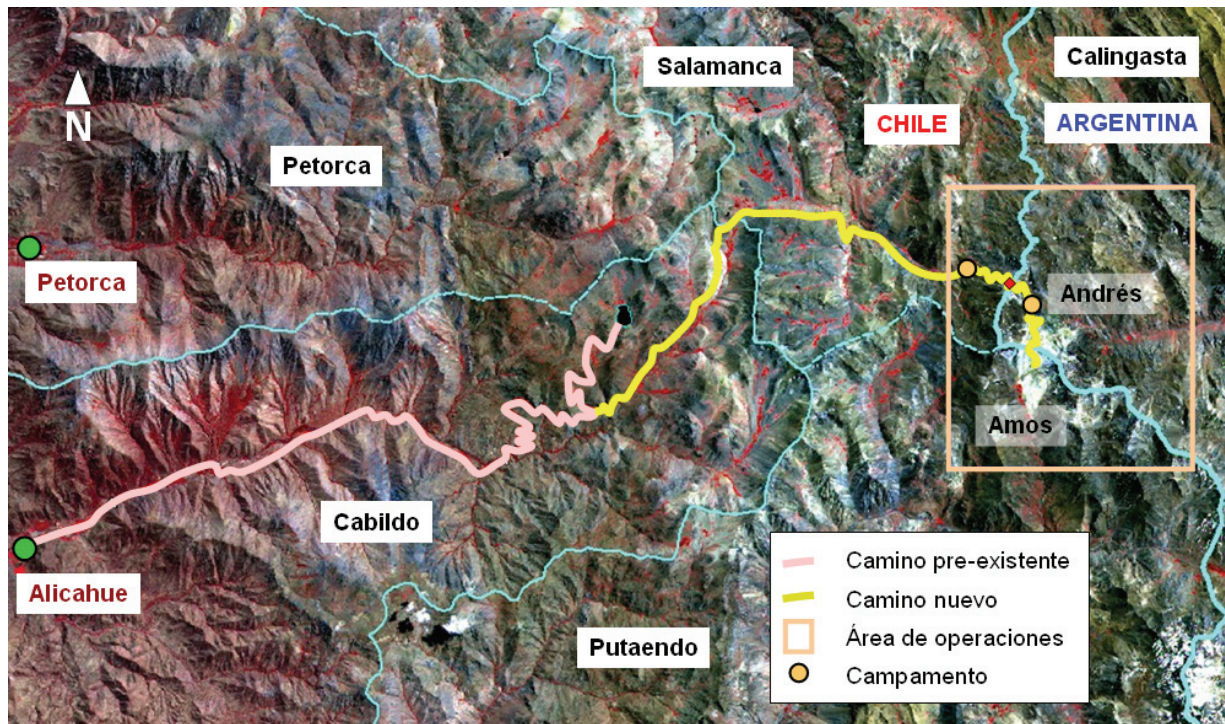 Salamanca
Calingasta
N
CHILE
ARGENTINA
Petorca
Petorca
Andrés
Amos
Cabildo
Alicahue
Putaendo
Camino pre-existente
Camino nuevo
Área de operaciones
Campamento